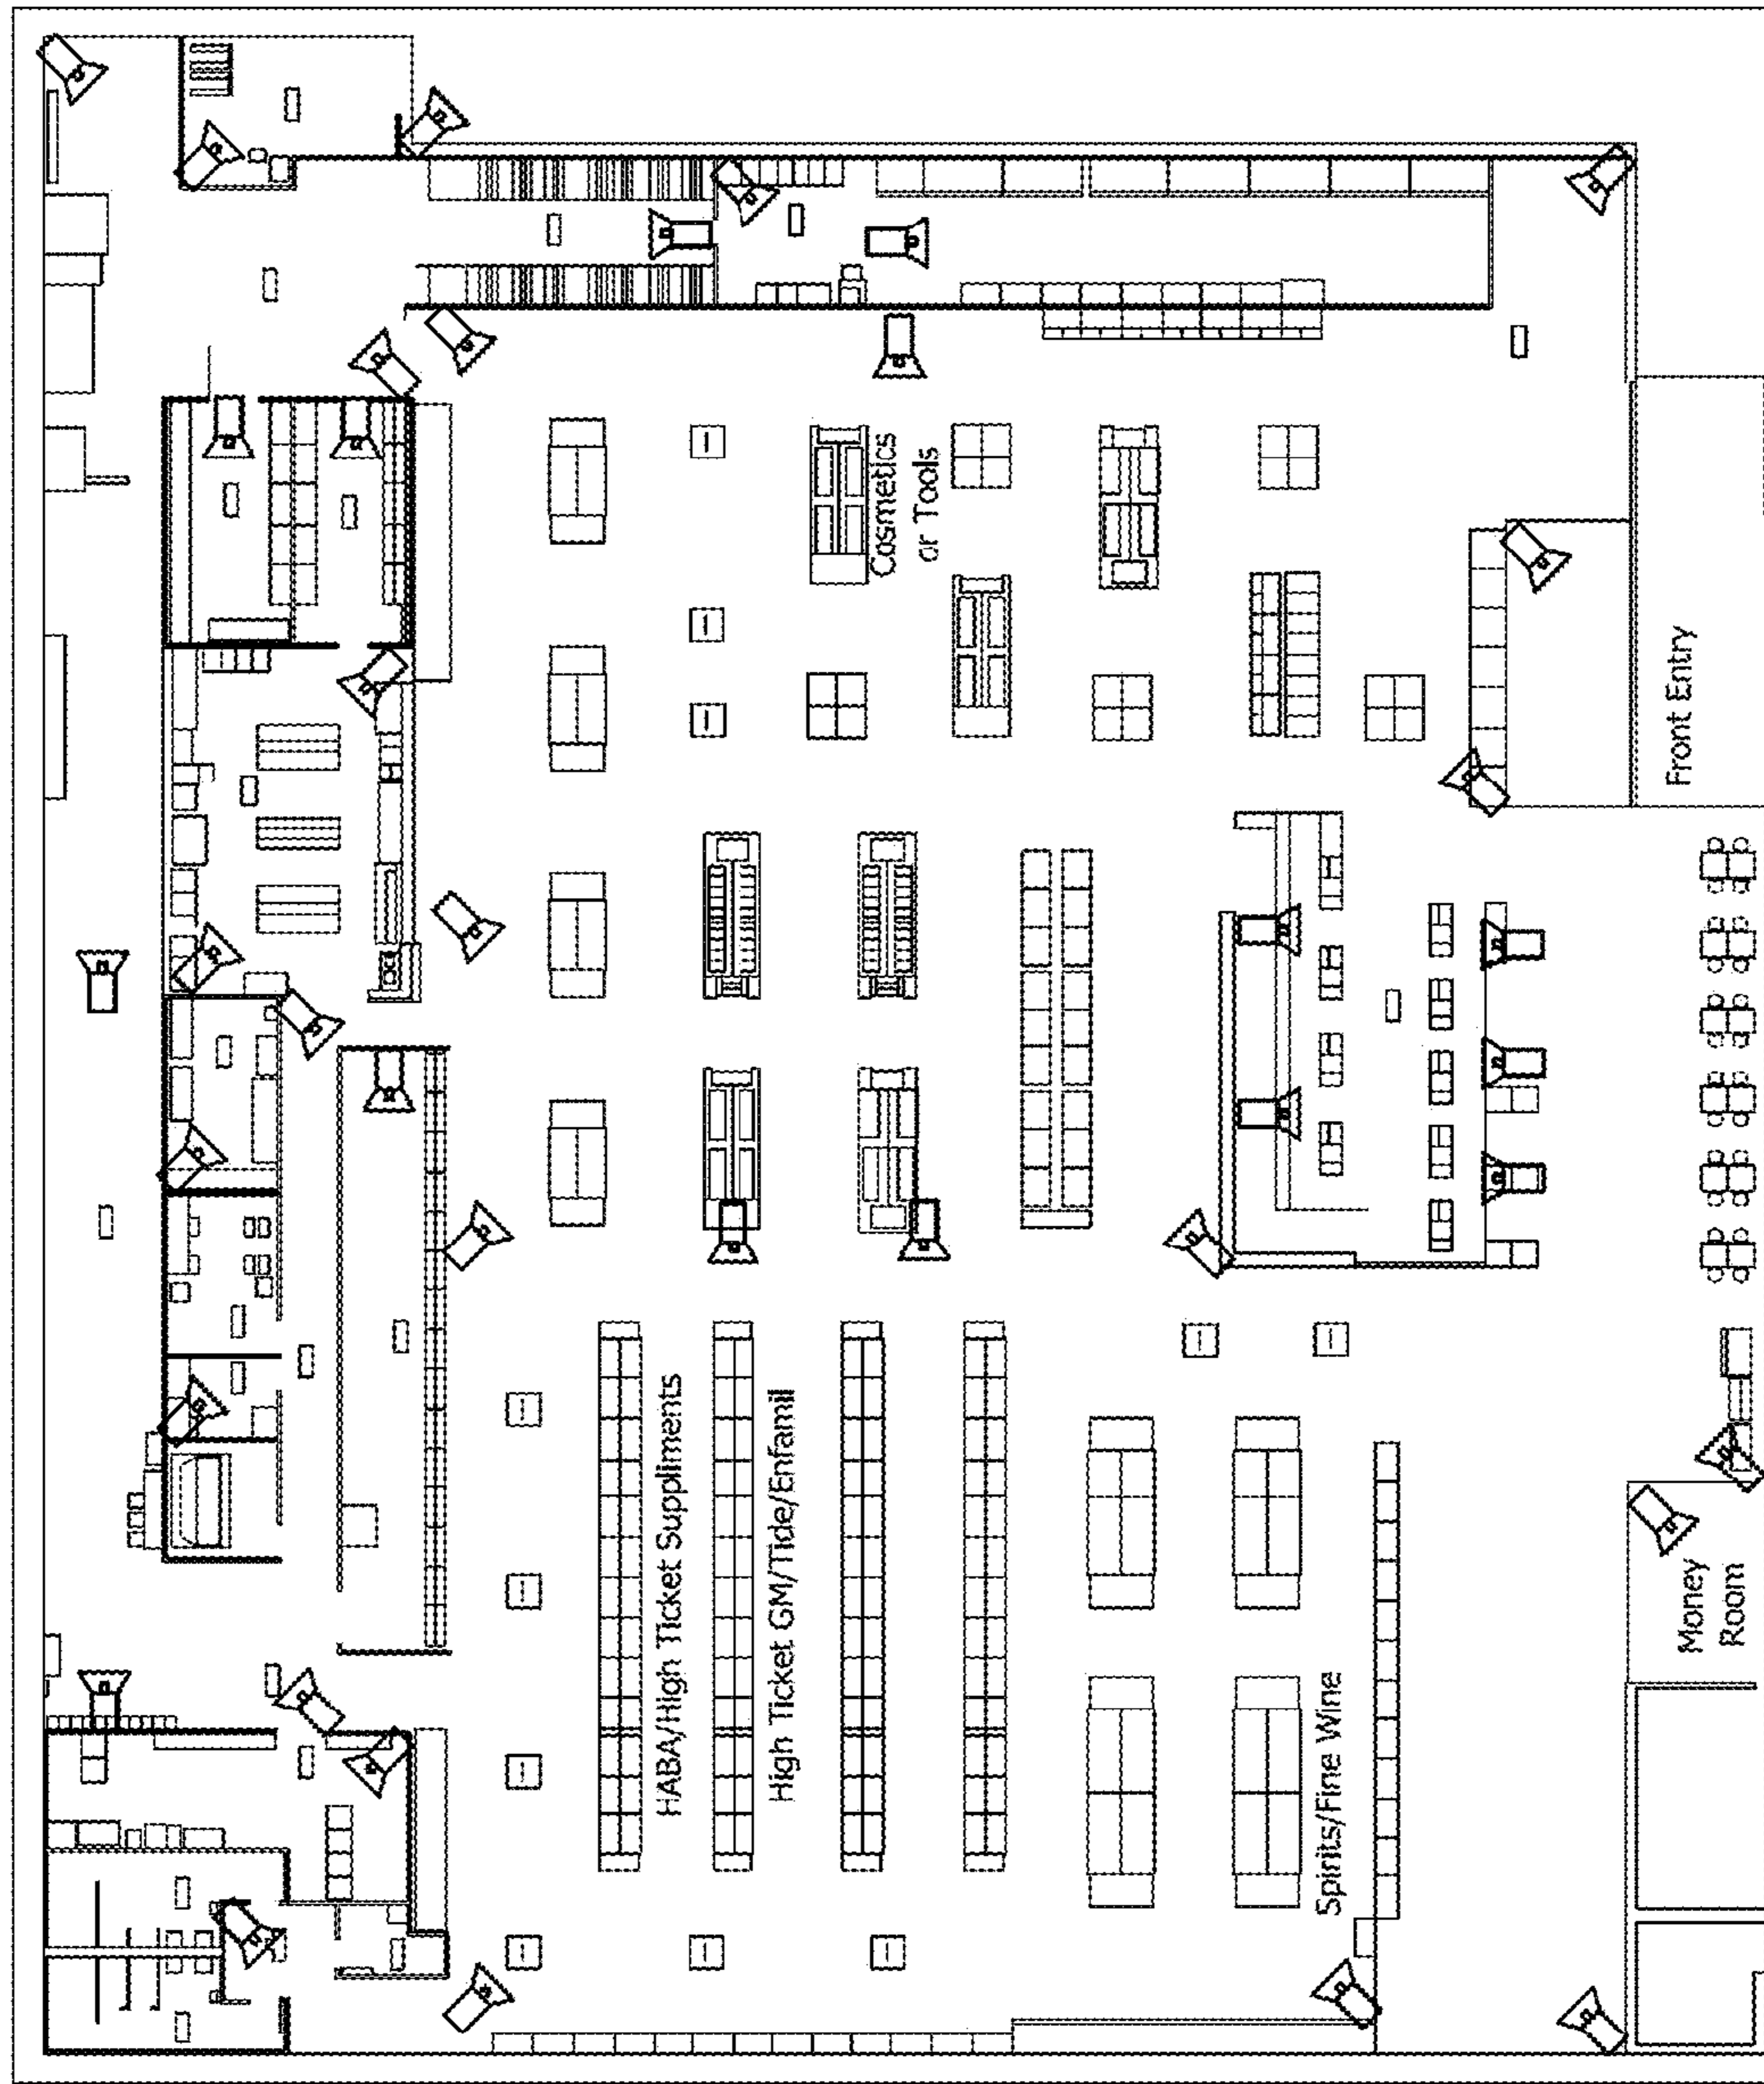 Cosmetics
or Tools
Front Entry
HABA/High Ticket Suppliments
High Ticket GM/Tide/Enfamil
Spirits/Fine Wine
Money
Room